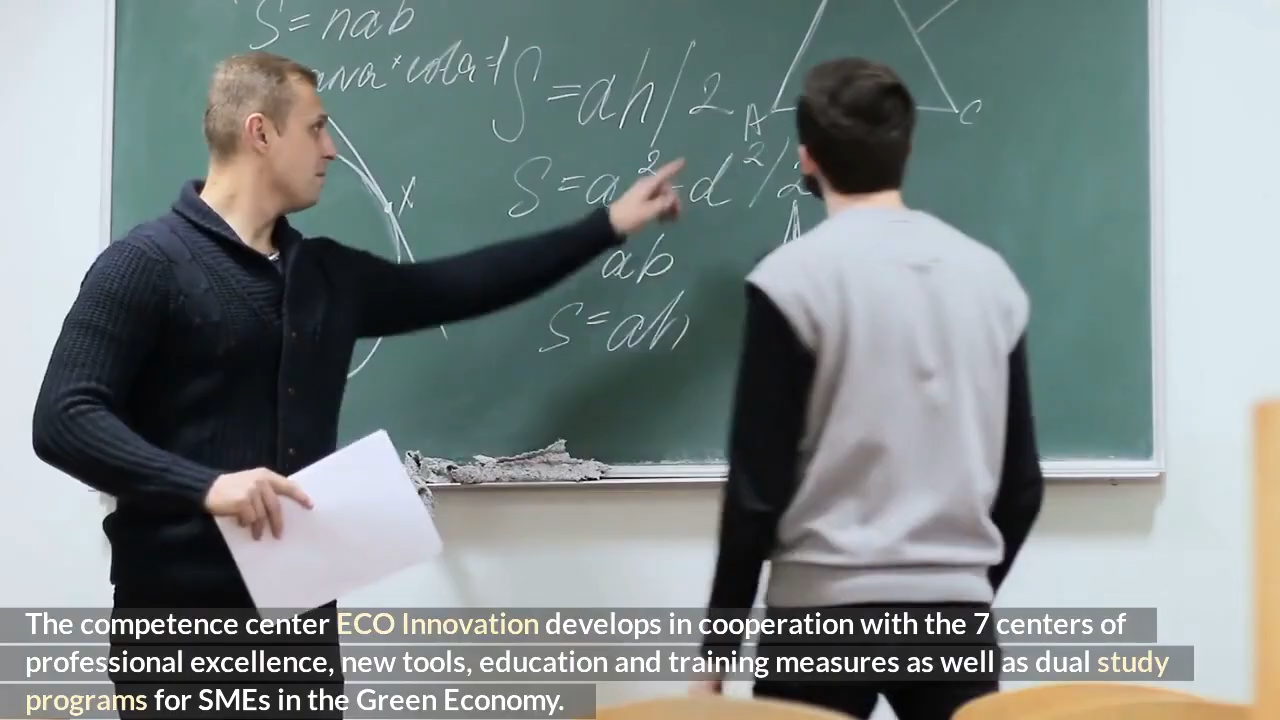 S=nab
S=ah/2
A
C
S=a²-d²/2
x
ab
S=ah
The competence center ECO Innovation develops in cooperation with the 7 centers of
professional excellence, new tools, education and training measures as well as dual study
programs for SMEs in the Green Economy.